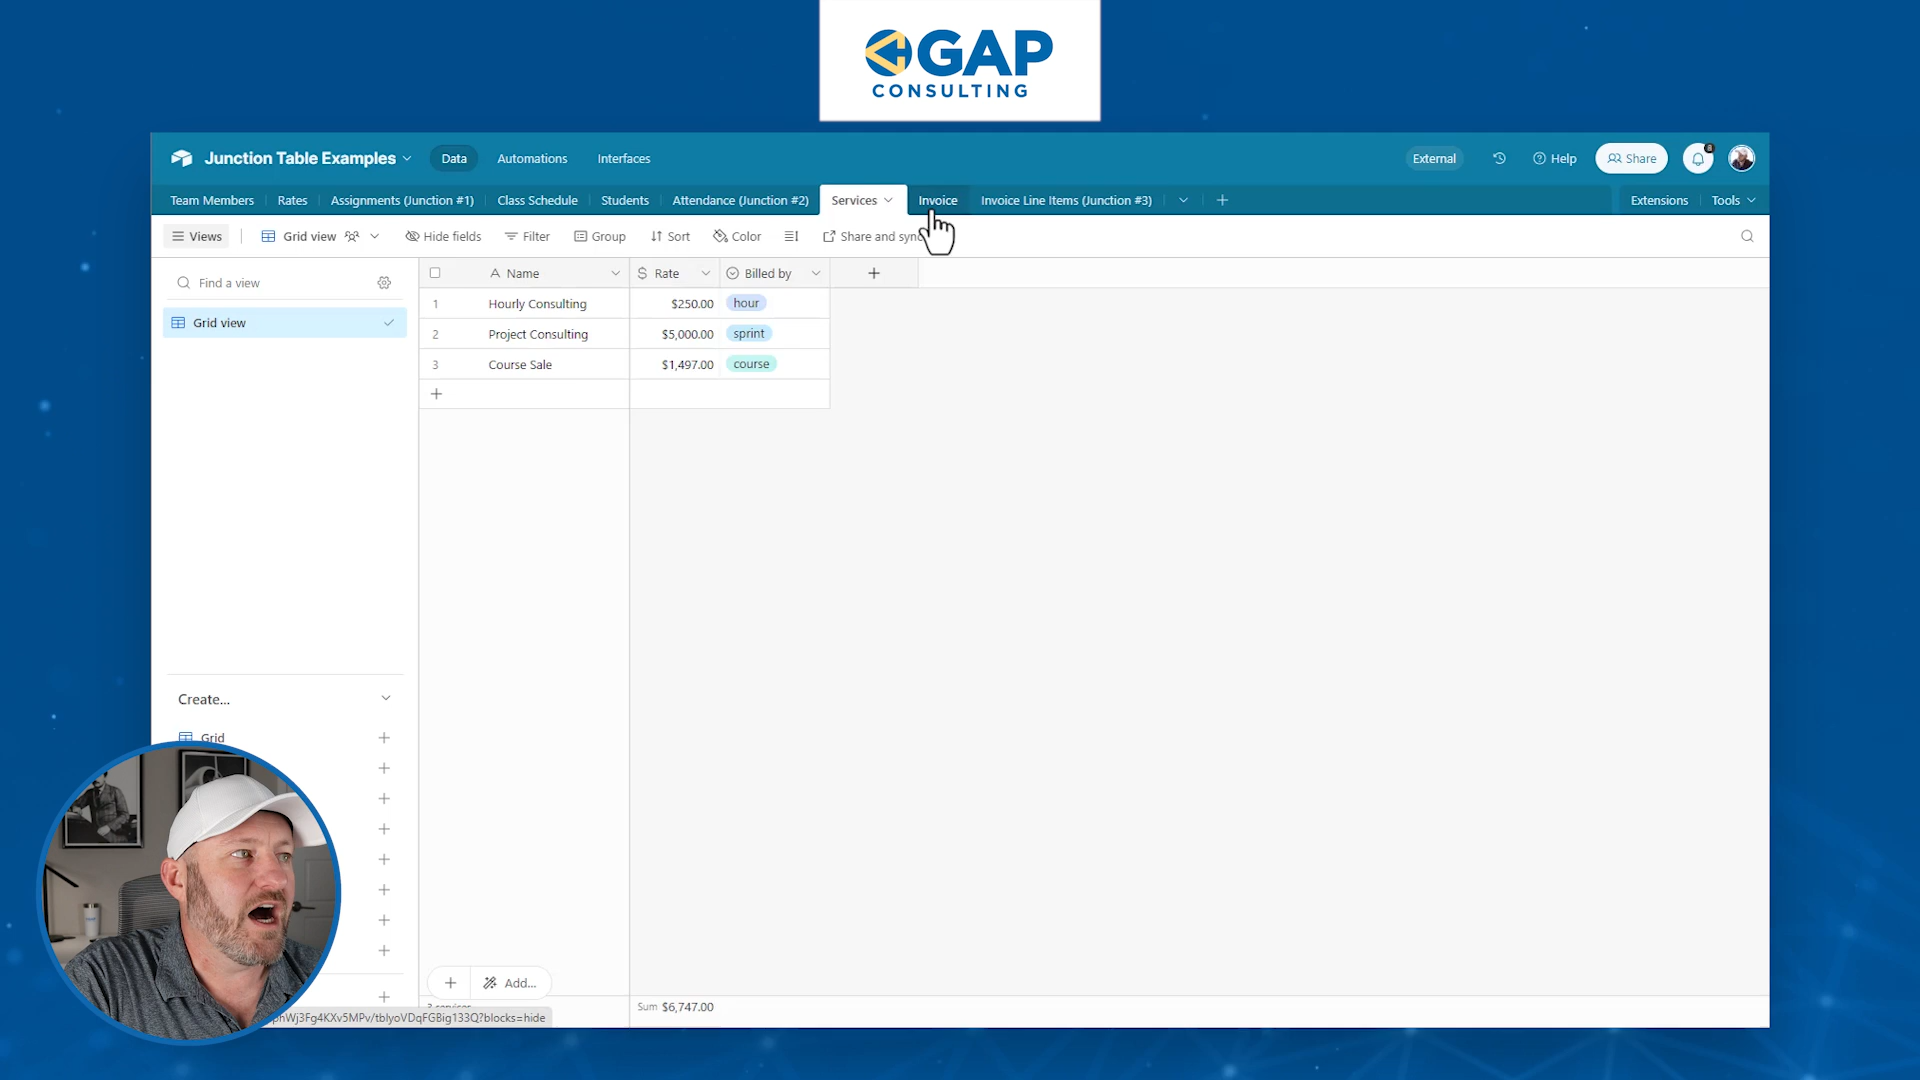 GAP
CONSULTING
Junction Table Examples
Data
Automations
Interfaces
External
8
Help
Share
Team Members
Rates
Assignments (Junction #1)
Class Schedule
Students
Attendance (Junction #2)
Services
Invoice
Invoice Line Items (Junction #3)
Extensions
Tools
Views
Grid view
Hide fields
Filter
Group
Sort
Color
Share and sync
Find a view
Grid view
A Name
$ Rate
Billed by
1 Hourly Consulting $250.00 hour
2 Project Consulting $5,000.00 sprint
3 Course Sale $1,497.00 course
Create...
Grid
Add...
3 services
Sum $6,747.00
phWj3Fg4KXv5MPv/tblyoVDqFGBig133Q?blocks=hide